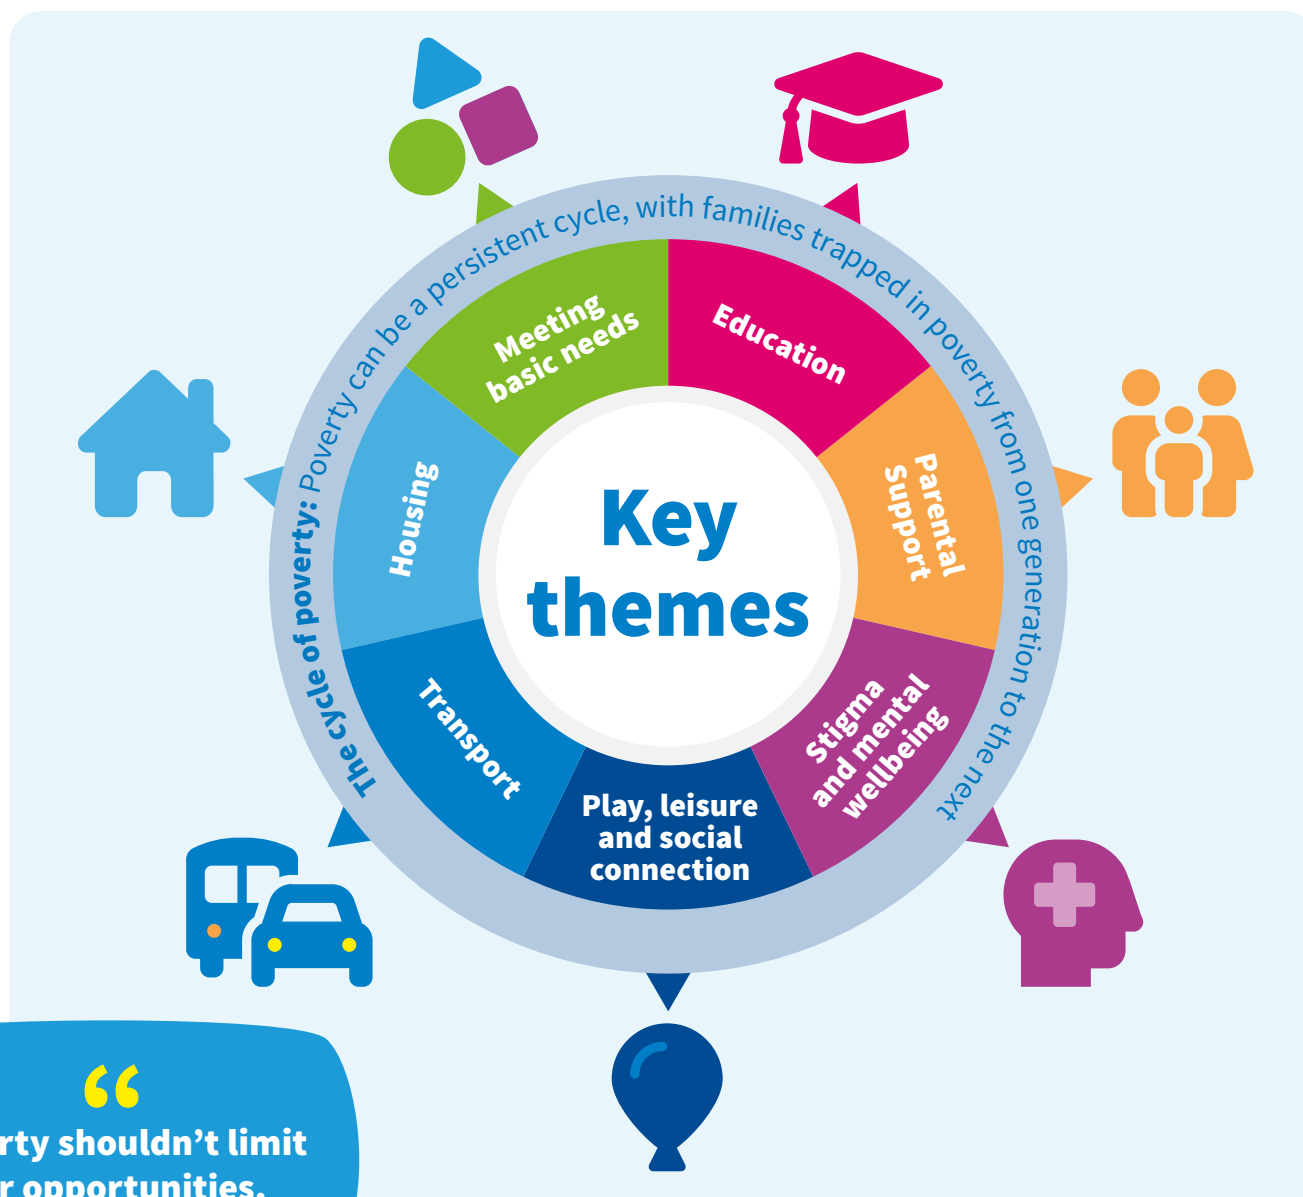 The cycle of poverty: Poverty can be a persistent cycle, with families trapped in poverty from one generation to the next
Meeting
basic needs
Education
Parental
Support
Stigma
and mental
wellbeing
Play, leisure
and social
connection
Transport
Housing
Key
themes
“
shouldn’t limit
opportunities.